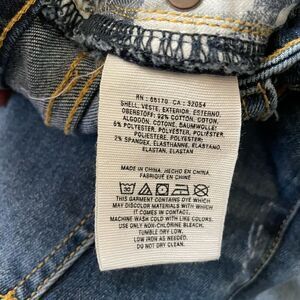 RN : 65170 CA : 32054
SHELL, VESTE, EXTERIOR, ESTERNO,
OBERSTOFF: 92% COTTON, COTON,
ALGODÓN, COTONE, BAUMWOLLE:
6% POLYESTER, POLYESTER,
POLIÉSTER, POLIESTERE, POLYESTER:
2% SPANDEX, ÉLASTHANNE, ELASTANO,
ELASTAN, ELASTAN
MADE IN CHINA, HECHO EN CHINA,
FABRIQUÉ EN CHINE
30
THIS GARMENT CONTAINS DYE WHICH
MAY DISCOLOR MATERIALS WITH WHICH
IT COMES IN CONTACT.
MACHINE WASH COLD WITH LIKE COLORS.
USE ONLY NON-CHLORINE BLEACH.
TUMBLE DRY LOW.
LOW IRON AS NEEDED.
DO NOT DRY CLEAN.